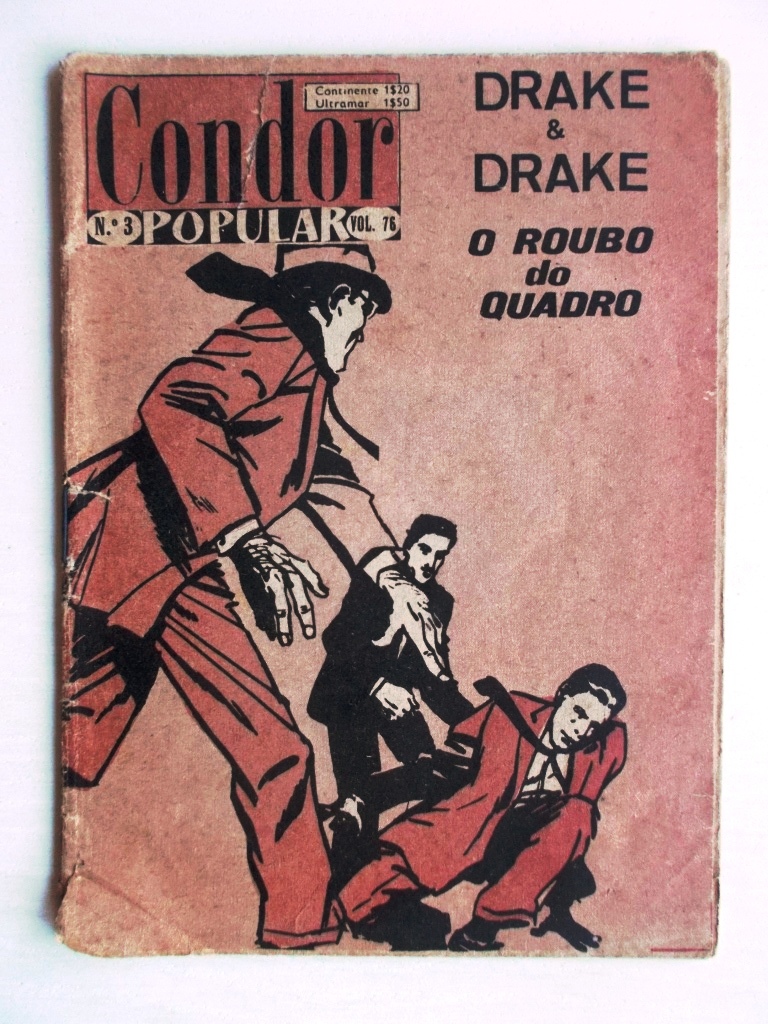 Condor
Continente 1$20
Ultramar 1$50
N.º 3 POPULAR VOL. 76
DRAKE
&
DRAKE
O ROUBO
do
QUADRO